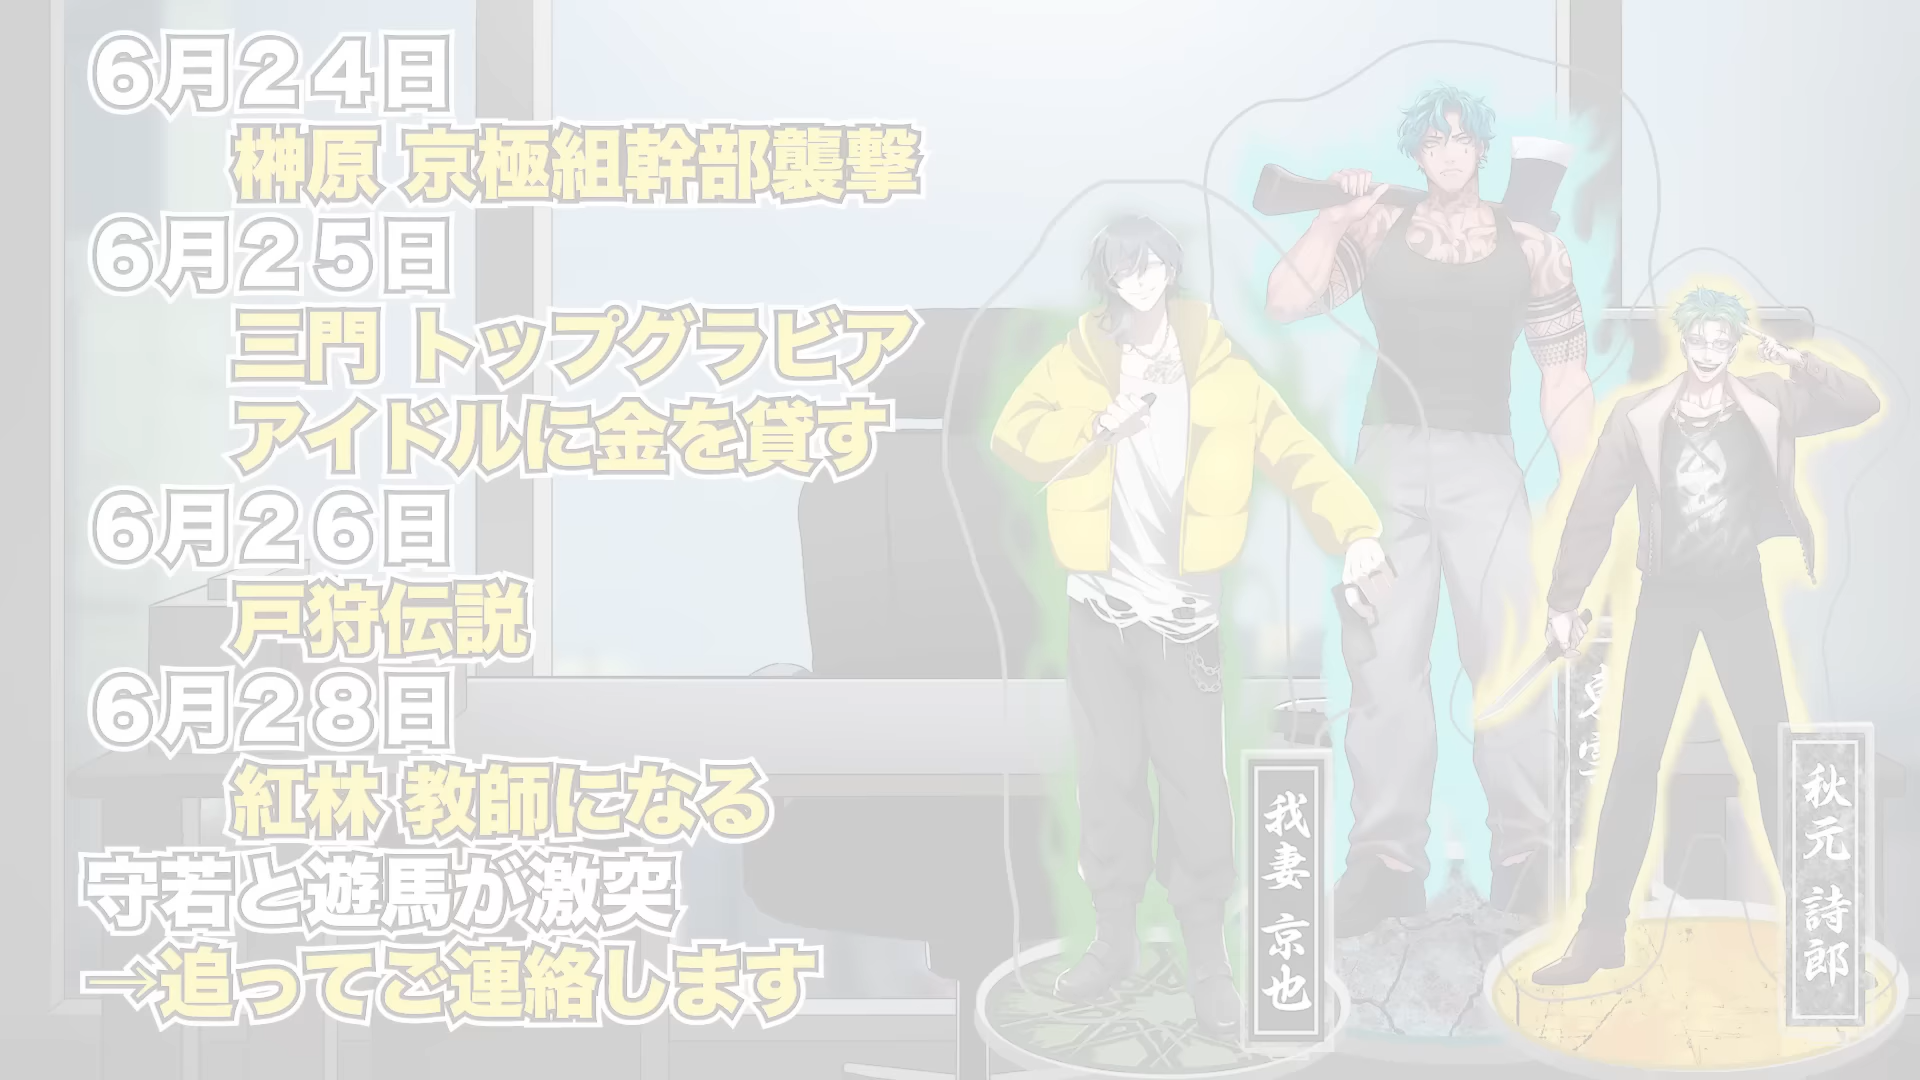 6月24日
榊原 京極組幹部襲撃
6月25日
三門 トップグラビア
アイドルに金を貸す
6月26日
戸狩伝説
6月28日
紅林 教師になる
守若と遊馬が激突
→追ってご連絡します
我妻 京也
秋元 詩郎